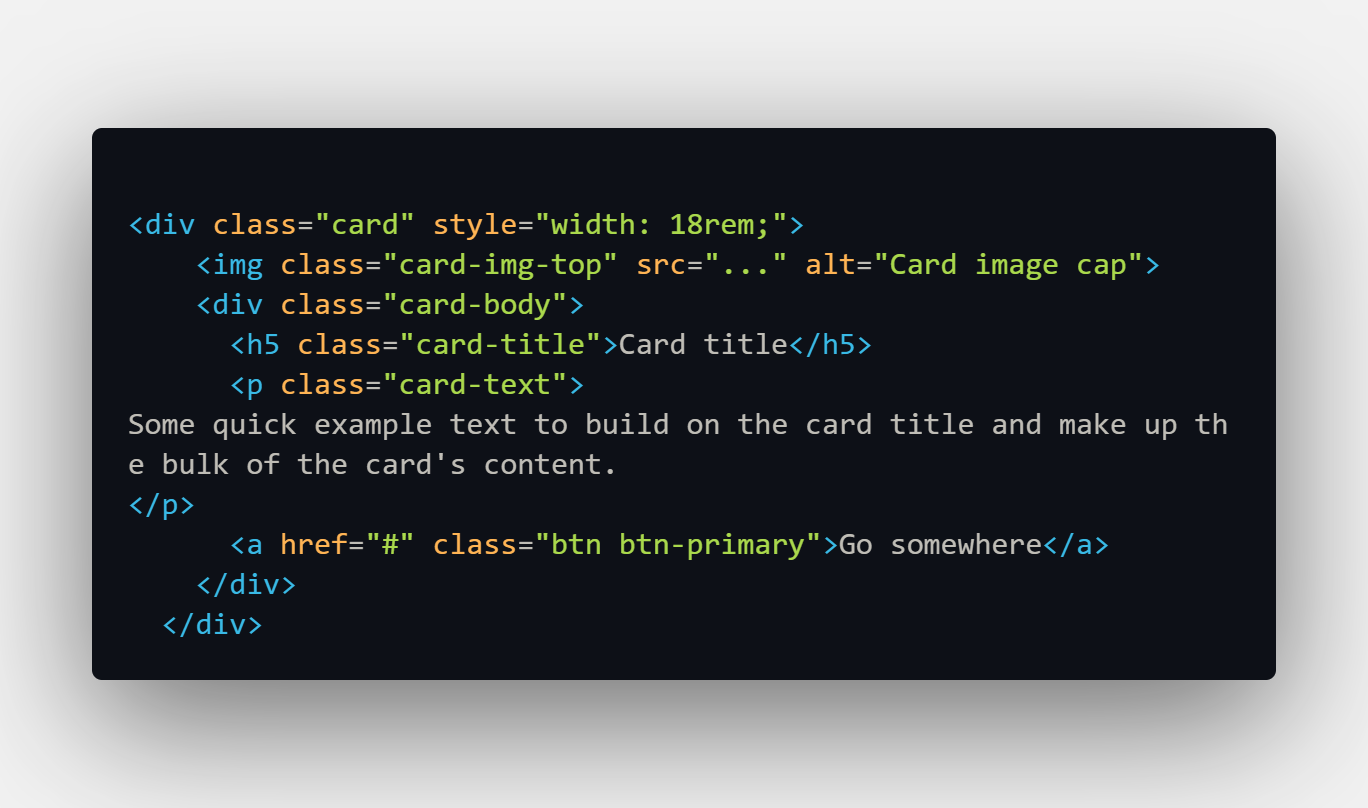 <div class="card" style="width: 18rem;">
    <img class="card-img-top" src="..." alt="Card image cap">
    <div class="card-body">
      <h5 class="card-title">Card title</h5>
      <p class="card-text">
Some quick example text to build on the card title and make up th
e bulk of the card's content.
</p>
      <a href="#" class="btn btn-primary">Go somewhere</a>
    </div>
  </div>